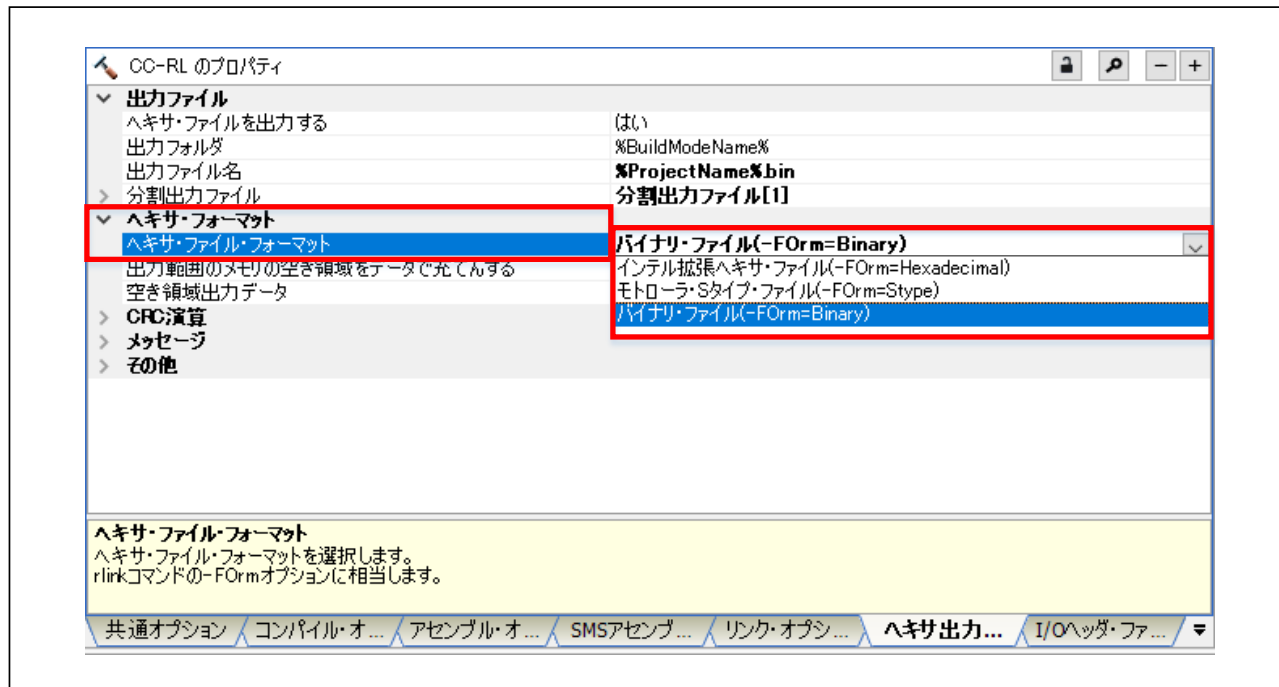 CC-RL のプロパティ
出力ファイル
ヘキサ・ファイルを出力する はい
出力フォルダ %BuildModeName%
出力ファイル名 %ProjectName%.bin
分割出力ファイル 分割出力ファイル[1]
ヘキサ・フォーマット
ヘキサ・ファイル・フォーマット バイナリ・ファイル(-FOrm=Binary)
出力範囲のメモリの空き領域をデータで充てんする インテル拡張ヘキサ・ファイル(-FOrm=Hexadecimal)
空き領域出力データ モトローラ・Sタイプ・ファイル(-FOrm=Stype)
CRC演算 バイナリ・ファイル(-FOrm=Binary)
メッセージ
その他
ヘキサ・ファイル・フォーマット
ヘキサ・ファイル・フォーマットを選択します。
rlinkコマンドの-FOrmオプションに相当します。
共通オプション コンパイル・オ... アセンブル・オ... SMSアセンブ... リンク・オプシ... ヘキサ出力... I/Oヘッダ・ファ...